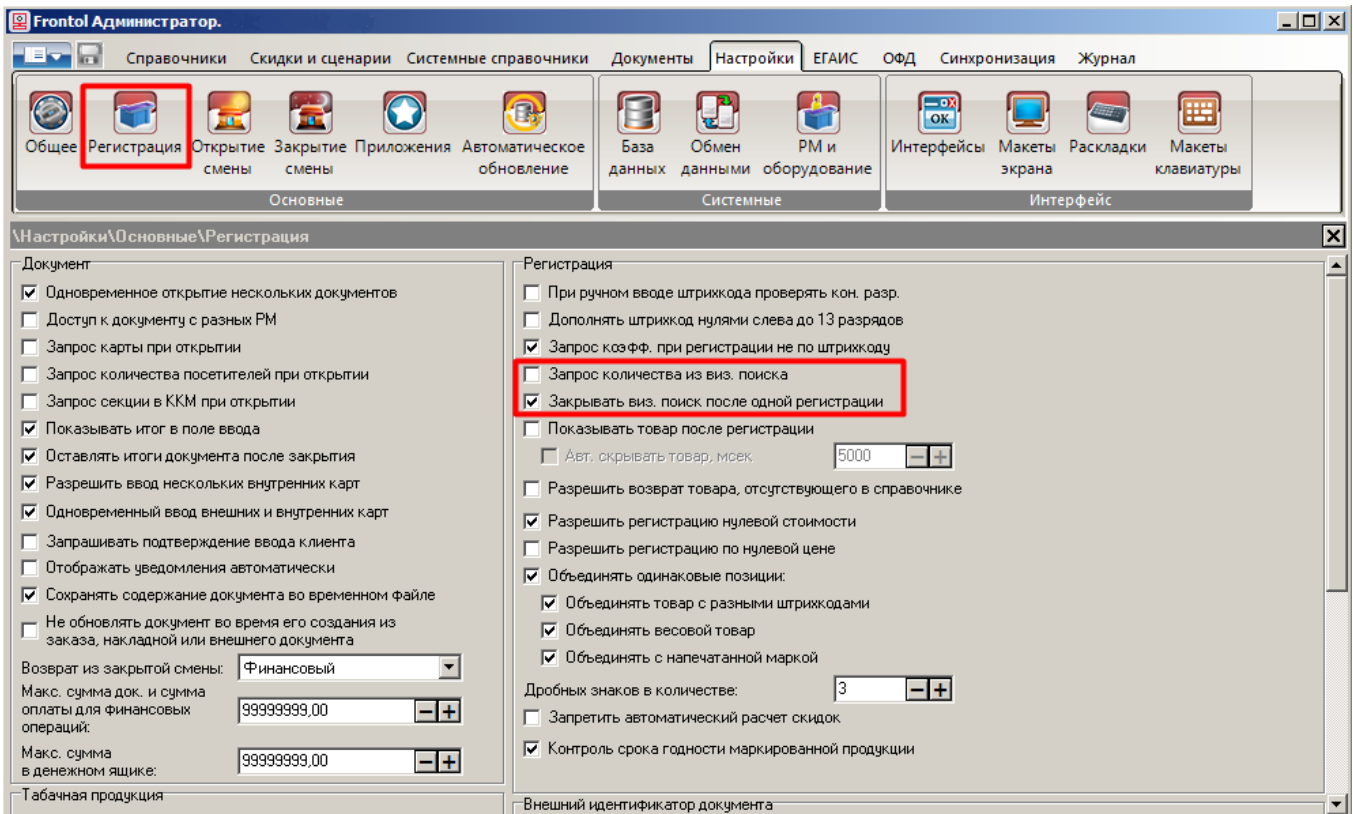 Frontol Администратор.
Справочники Скидки и сценарии Системные справочники Документы Настройки ЕГАИС ОФД Синхронизация Журнал
Общее Регистрация Открытие смены Закрытие смены Приложения Автоматическое обновление База данных Обмен данными РМ и оборудование Интерфейсы Макеты экрана Раскладки Макеты клавиатуры
OK
Основные Системные Интерфейс
\Настройки\Основные\Регистрация
Документ
Одновременное открытие нескольких документов
Доступ к документу с разных РМ
Запрос карты при открытии
Запрос количества посетителей при открытии
Запрос секции в ККМ при открытии
Показывать итог в поле ввода
Оставлять итоги документа после закрытия
Разрешить ввод нескольких внутренних карт
Одновременный ввод внешних и внутренних карт
Запрашивать подтверждение ввода клиента
Отображать уведомления автоматически
Сохранять содержание документа во временном файле
Не обновлять документ во время его создания из
заказа, накладной или внешнего документа
Возврат из закрытой смены: Финансовый
Макс. сумма док. и сумма
оплаты для финансовых
операций:
99999999,00
Макс. сумма
в денежном ящике:
99999999,00
Табачная продукция
Регистрация
При ручном вводе штрихкода проверять кон. разр.
Дополнять штрихкод нулями слева до 13 разрядов
Запрос коэфф. при регистрации не по штрихкоду
Запрос количества из виз. поиска
Закрывать виз. поиск после одной регистрации
Показывать товар после регистрации
Авт. скрывать товар, мсек 5000
Разрешить возврат товара, отсутствующего в справочнике
Разрешить регистрацию нулевой стоимости
Разрешить регистрацию по нулевой цене
Объединять одинаковые позиции:
Объединять товар с разными штрихкодами
Объединять весовой товар
Объединять с напечатанной маркой
Дробных знаков в количестве: 3
Запретить автоматический расчет скидок
Контроль срока годности маркированной продукции
Внешний идентификатор документа